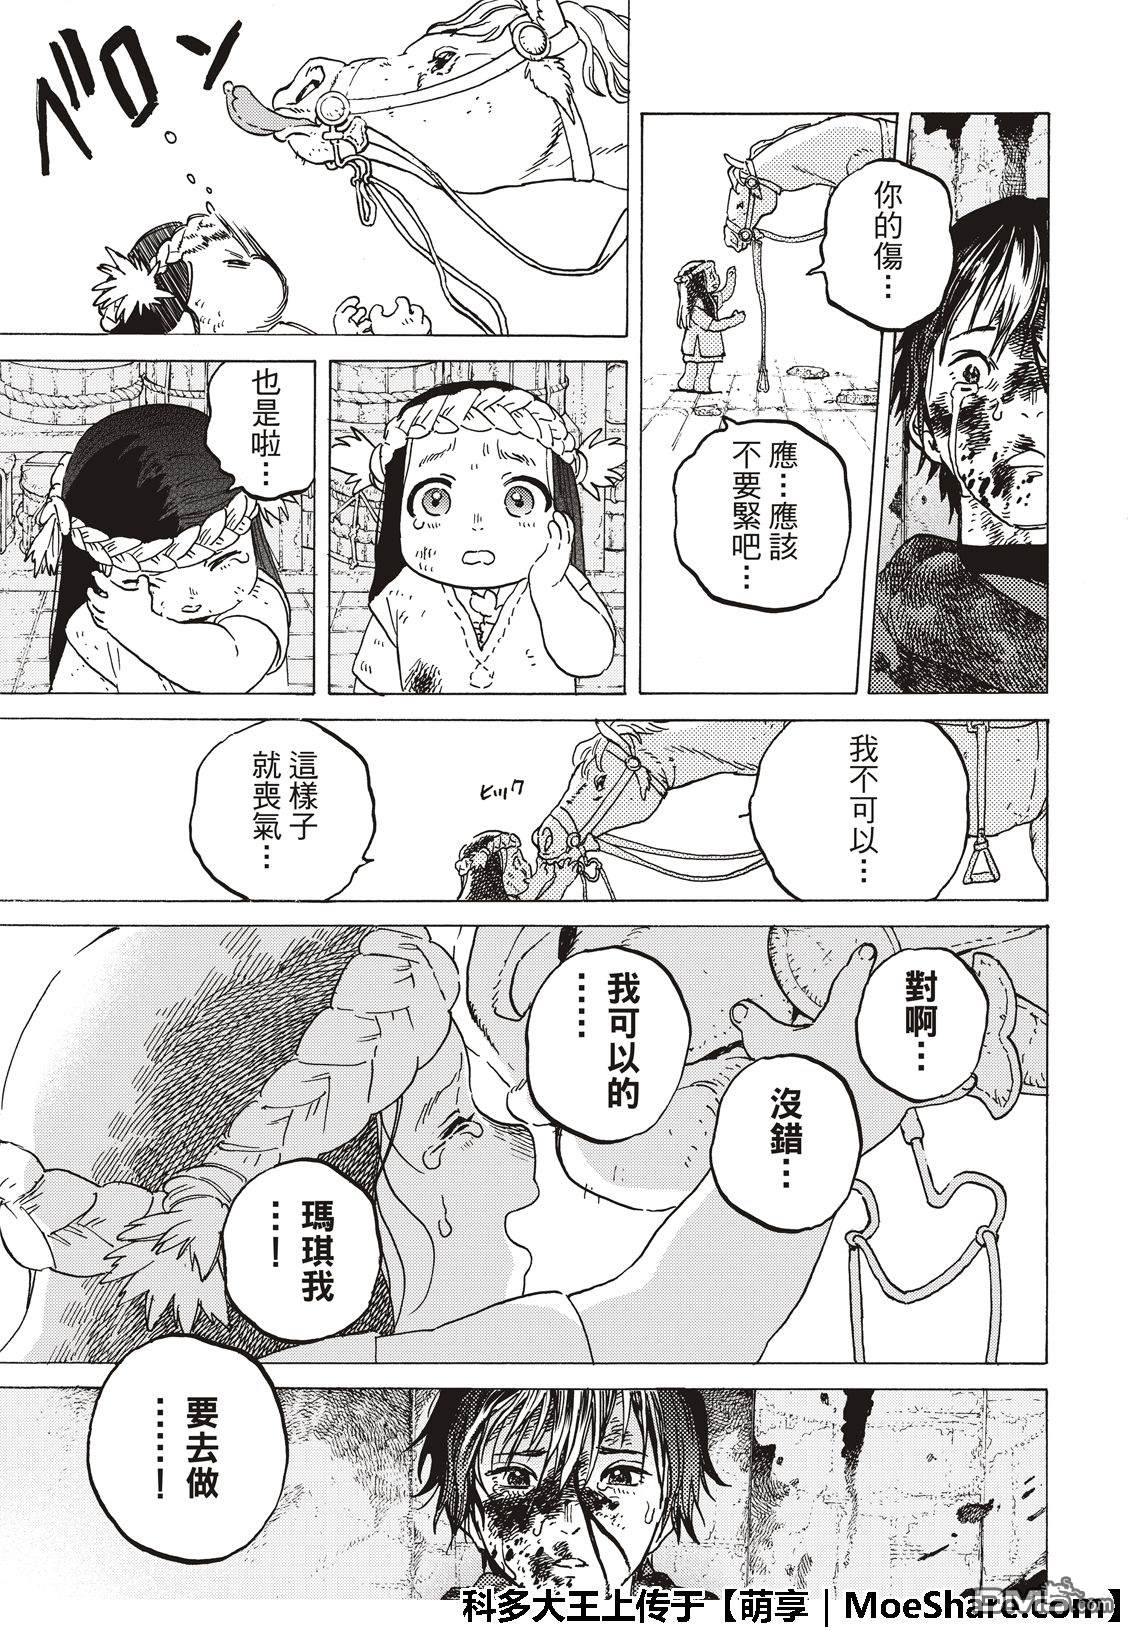 你的傷…
應…應該
不要緊吧…
ベロン
也是啦…
我不可以…
ヒック
這樣子
就喪氣…
對啊…
沒錯…
我可以的
……
瑪琪我
…！
要去做
……！
科多大王上传于【萌享｜MoeShare.com】